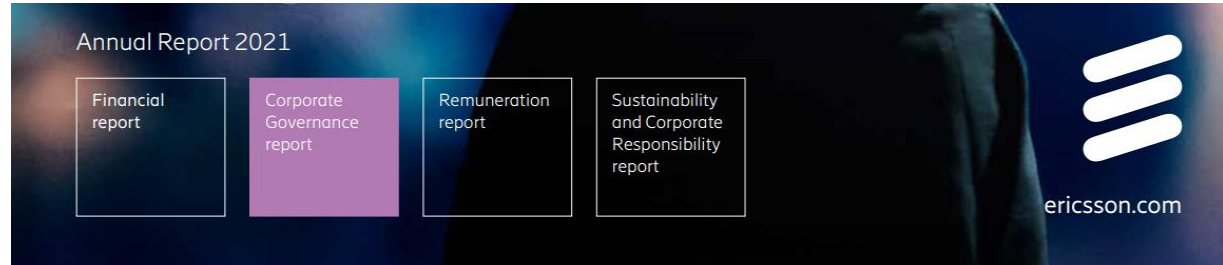 Annual Report 2021
Financial
report
Corporate
Governance
report
Remuneration
report
Sustainability
and Corporate
Responsibility
report
ericsson.com